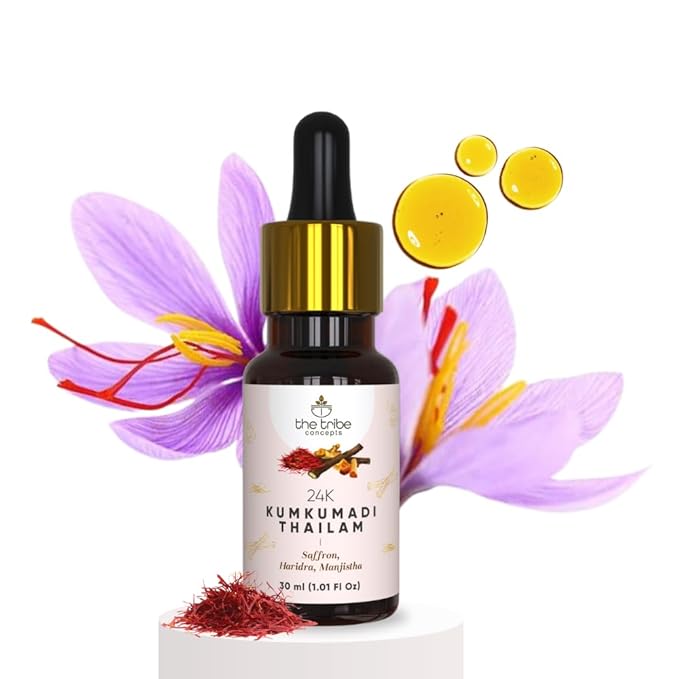 the tribe
concepts
24K
KUMKUMADI
THAILAM
Saffron,
Haridra, Manjistha
30 ml (1.01 Fl Oz)